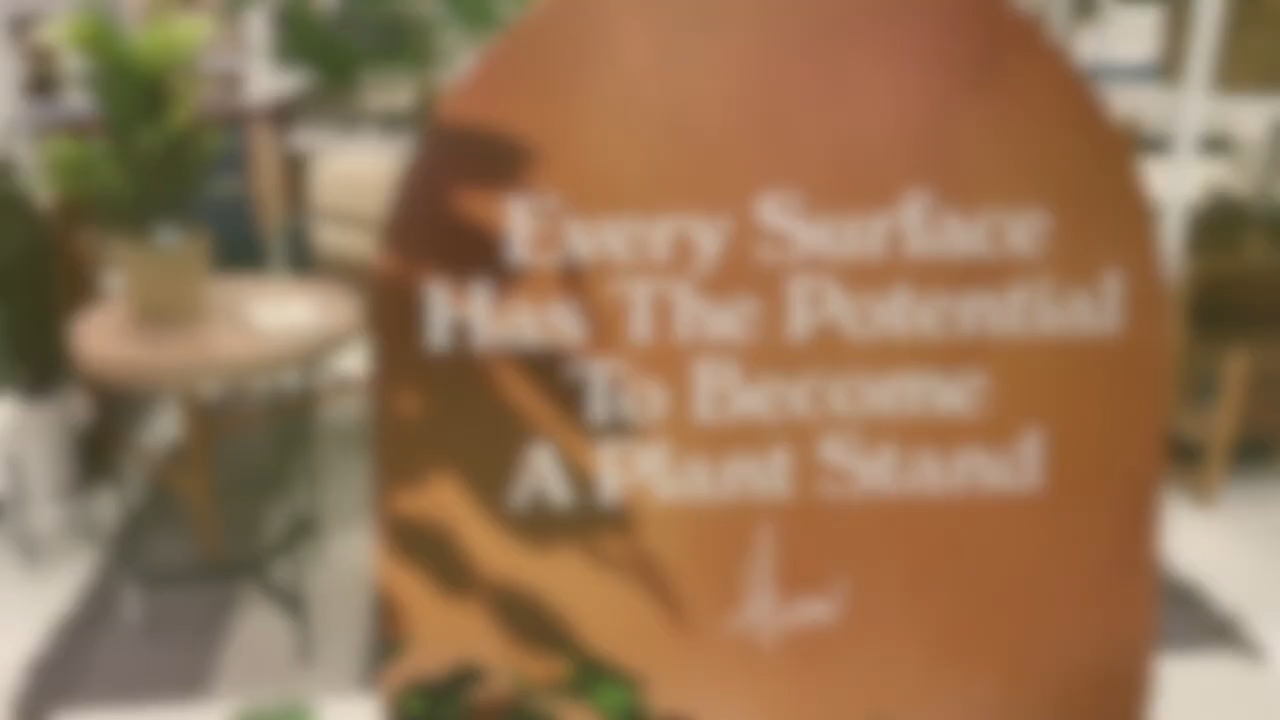 Every Surface
Has The Potential
To Become
A Plant Stand